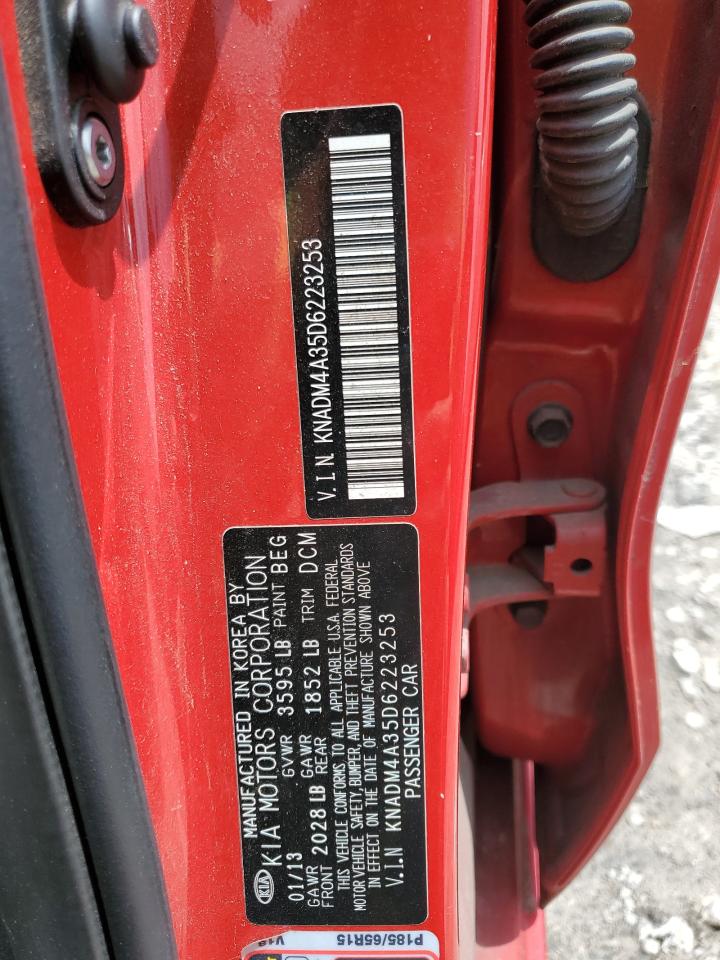 V.I.N. KNADM4A35D6223253
MANUFACTURED IN KOREA BY
KIA KIA MOTORS CORPORATION
01/13 GVWR 3595 LB PAINT BEG
GAWR FRONT 2028 LB GAWR REAR 1852 LB TRIM DCM
THIS VEHICLE CONFORMS TO ALL APPLICABLE U.S.A. FEDERAL
MOTOR VEHICLE SAFETY, BUMPER, AND THEFT PREVENTION STANDARDS
IN EFFECT ON THE DATE OF MANUFACTURE SHOWN ABOVE
V.I.N KNADM4A35D6223253
PASSENGER CAR
P185/65R15